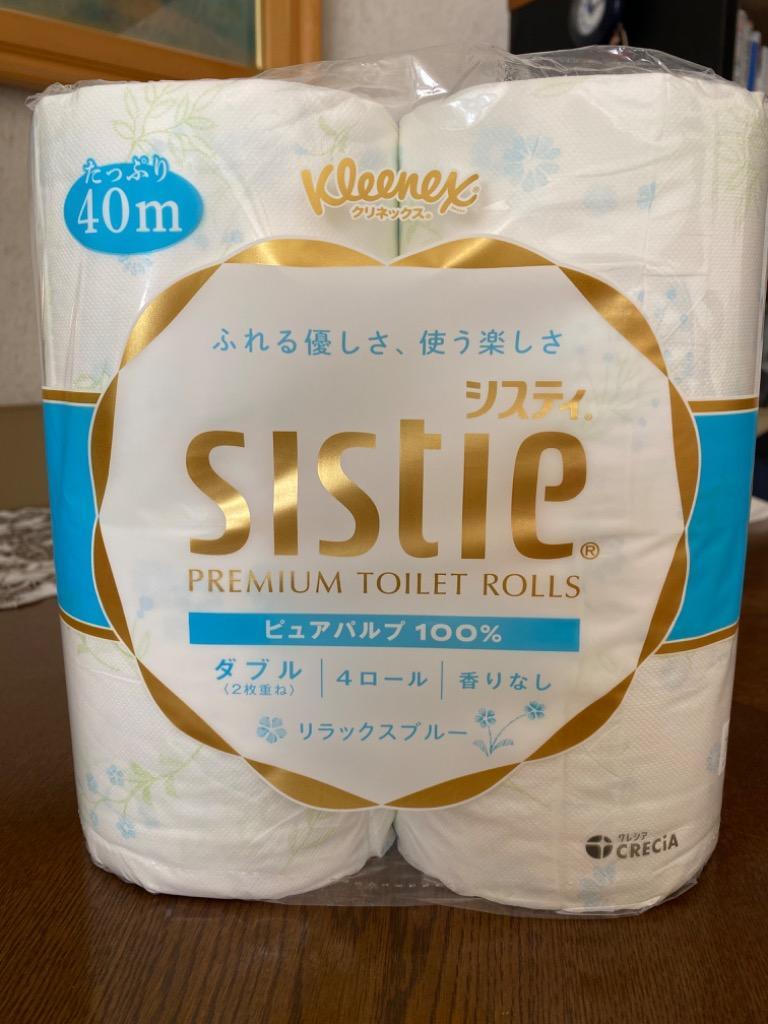 たっぷり
40m
Kleenex
クリネックス®
ふれる優しさ、使う楽しさ
システィ®
sistie®
PREMIUM TOILET ROLLS
ピュアパルプ 100%
ダブル 4ロール 香りなし
〈2枚重ね〉
リラックスブルー
クレシア
CRECiA